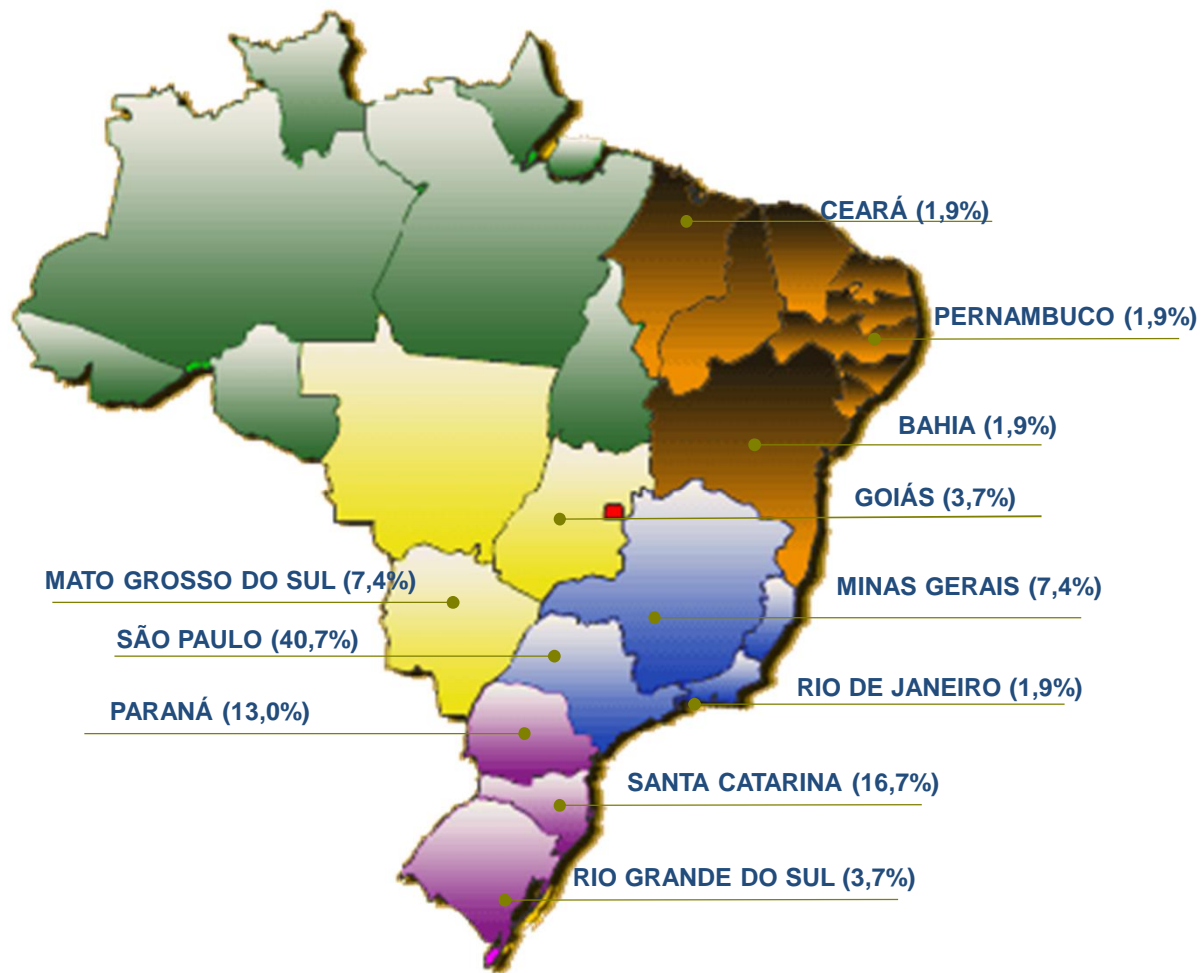 CEARÁ (1,9%)
PERNAMBUCO (1,9%)
BAHIA (1,9%)
GOIÁS (3,7%)
MATO GROSSO DO SUL (7,4%)
MINAS GERAIS (7,4%)
SÃO PAULO (40,7%)
RIO DE JANEIRO (1,9%)
PARANÁ (13,0%)
SANTA CATARINA (16,7%)
RIO GRANDE DO SUL (3,7%)